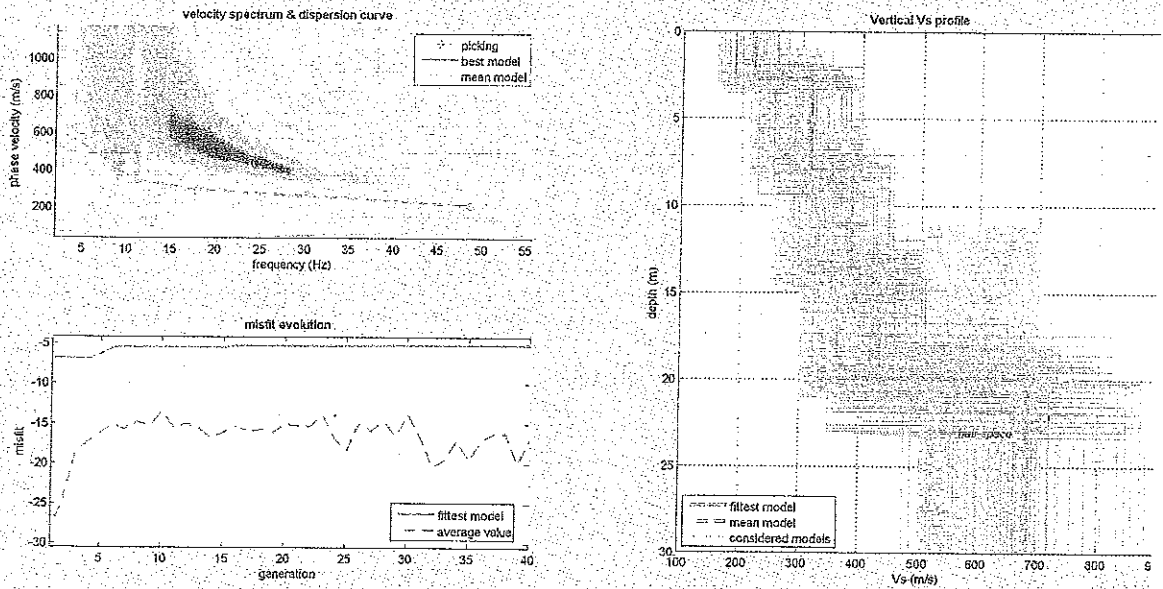 velocity spectrum & dispersion curve
phase velocity (m/s)
1000
800
600
400
200
picking
best model
mean model
5 10 15 20 25 30 35 40 45 50 55
frequency (Hz)
misfit evolution
misfit
-5
-10
-15
-20
-25
-30
fittest model
average value
5 10 15 20 25 30 35 40
generation
Vertical Vs profile
depth (m)
0
5
10
15
20
25
30
half-space
fittest model
mean model
considered models
100 200 300 400 500 600 700 800 9
Vs (m/s)